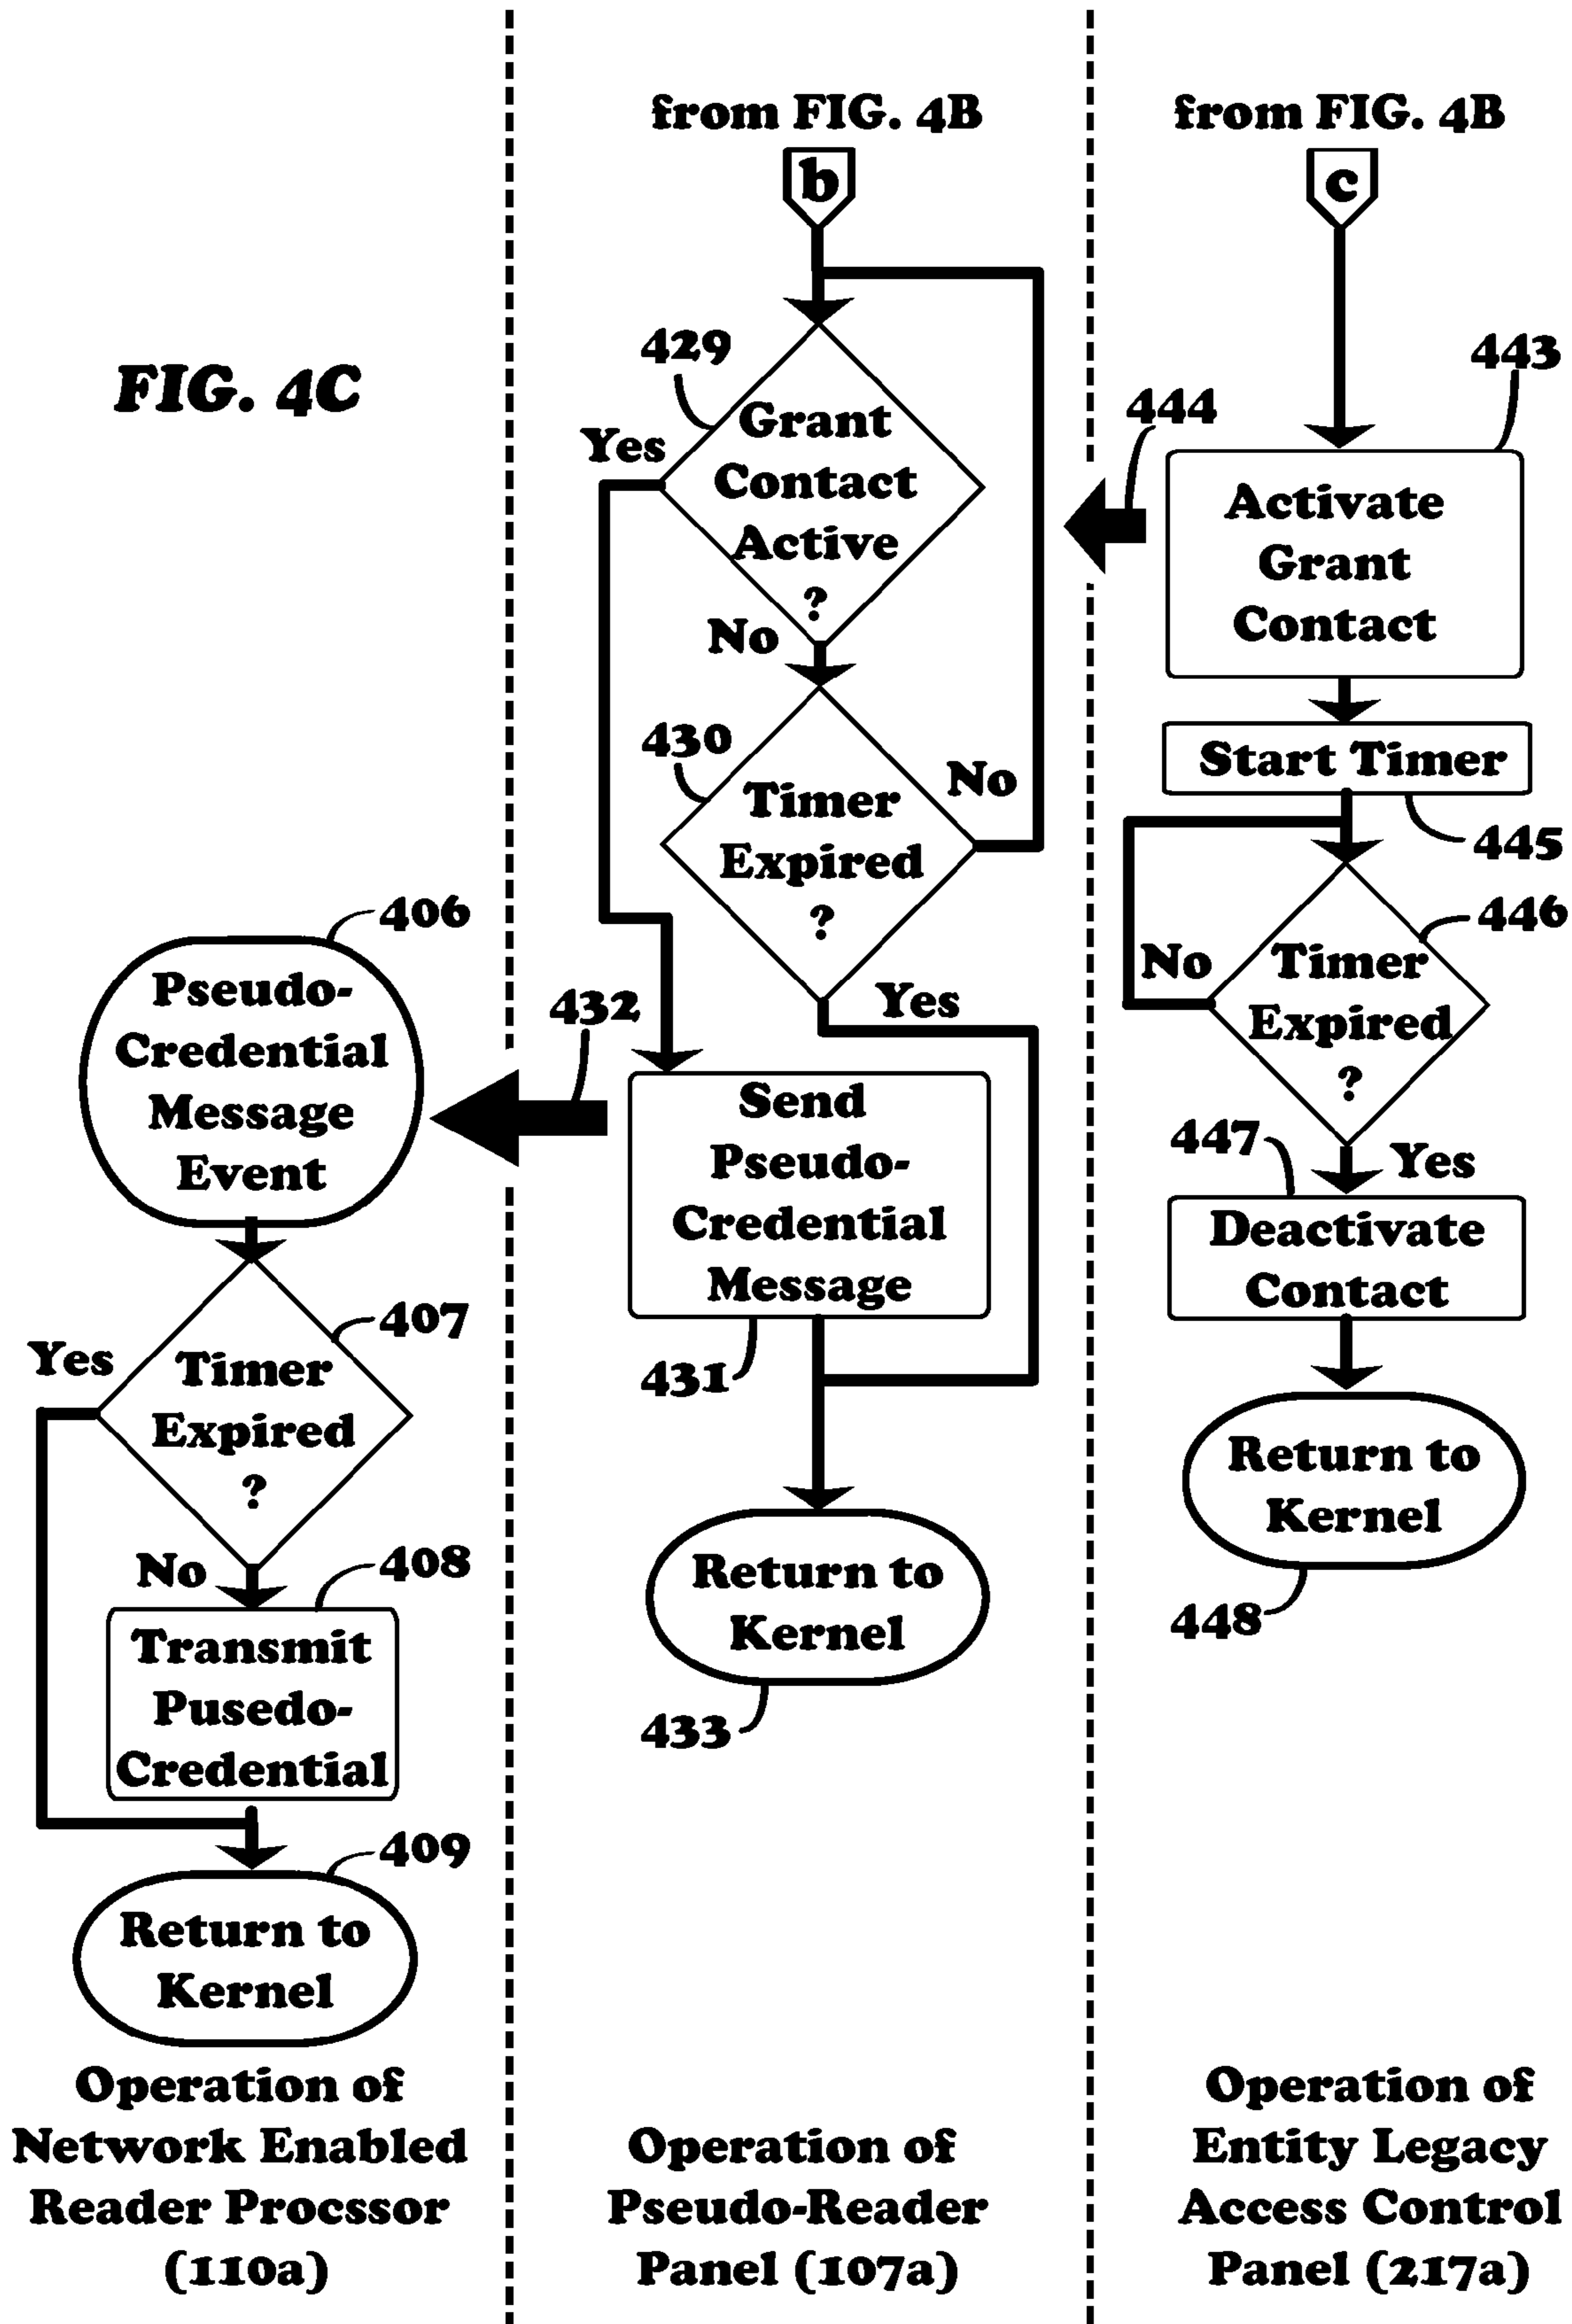 FIG. 4C
406
Pseudo-
Credential
Message
Event
407
Yes
Timer
Expired
?
No
408
Transmit
Pusedo-
Credential
409
Return to
Kernel
Operation of
Network Enabled
Reader Procssor
(110a)
from FIG. 4B
b
429
Grant
Contact
Active
?
Yes
No
430
Timer
Expired
?
No
Yes
432
Send
Pseudo-
Credential
Message
431
Return to
Kernel
433
Operation of
Pseudo-Reader
Panel (107a)
from FIG. 4B
c
443
444
Activate
Grant
Contact
Start Timer
445
446
No
Timer
Expired
?
447
Yes
Deactivate
Contact
Return to
Kernel
448
Operation of
Entity Legacy
Access Control
Panel (217a)